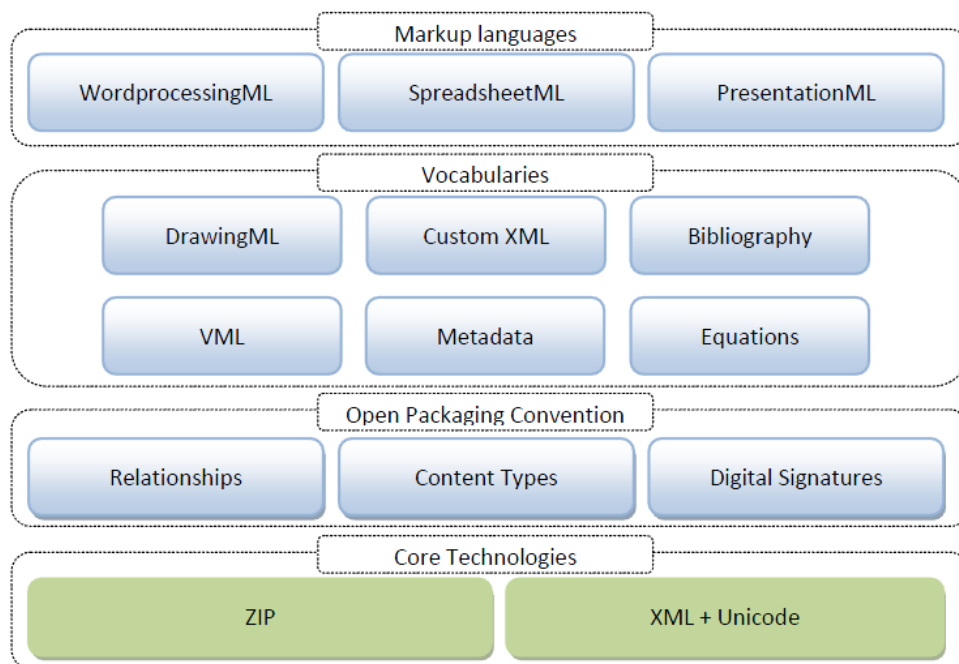 Markup languages
WordprocessingML
SpreadsheetML
PresentationML
Vocabularies
DrawingML
Custom XML
Bibliography
VML
Metadata
Equations
Open Packaging Convention
Relationships
Content Types
Digital Signatures
Core Technologies
ZIP
XML + Unicode